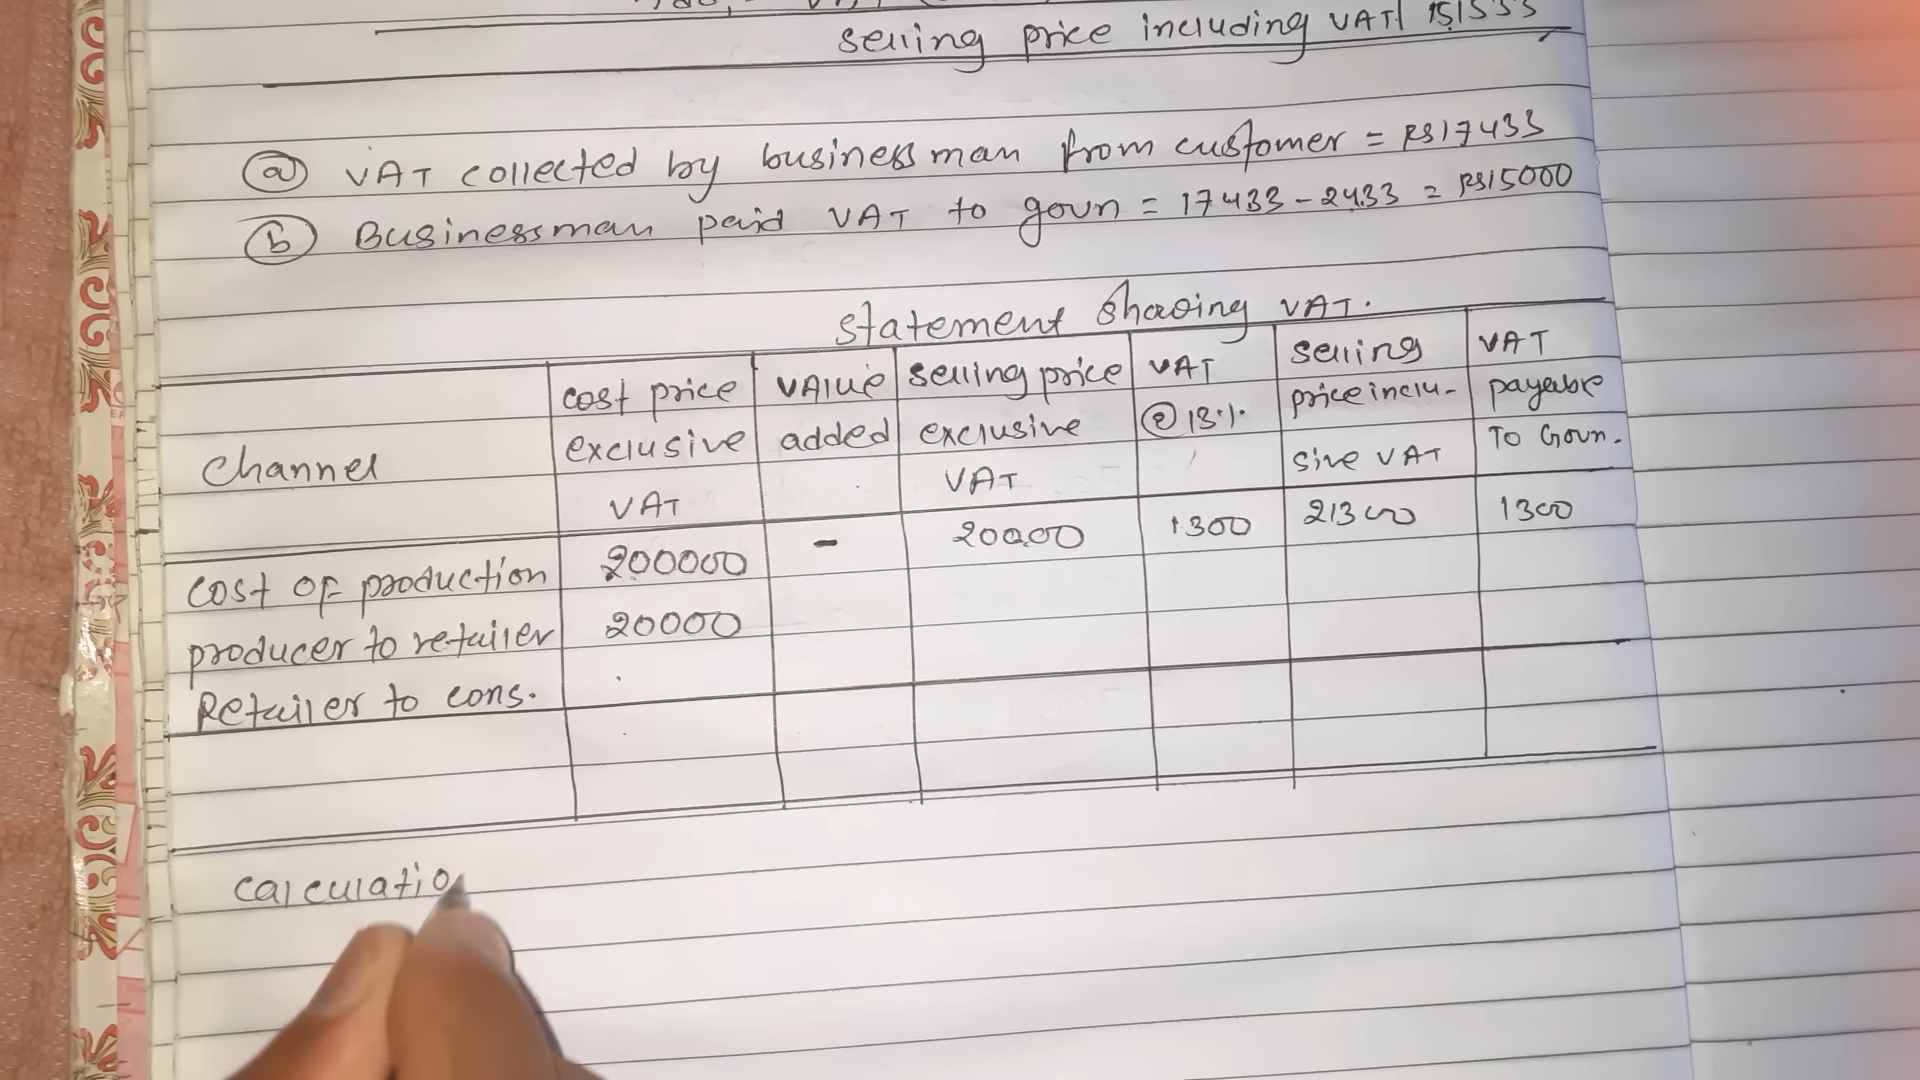 selling price including VAT 151533
(a) VAT collected by businessman from customer = RS17433
(b) Businessman paid VAT to govn = 17433 - 2433 = RS15000
statement showing VAT.
Channel | cost price exclusive VAT | VAlue added | selling price exclusive VAT | VAT @ 13% | selling price inclu- sive VAT | VAT payable To Govn.
cost of production | 200000 | - | 20000 | 1300 | 21300 | 1300
producer to retailer | 20000
Retailer to cons.
calculatio